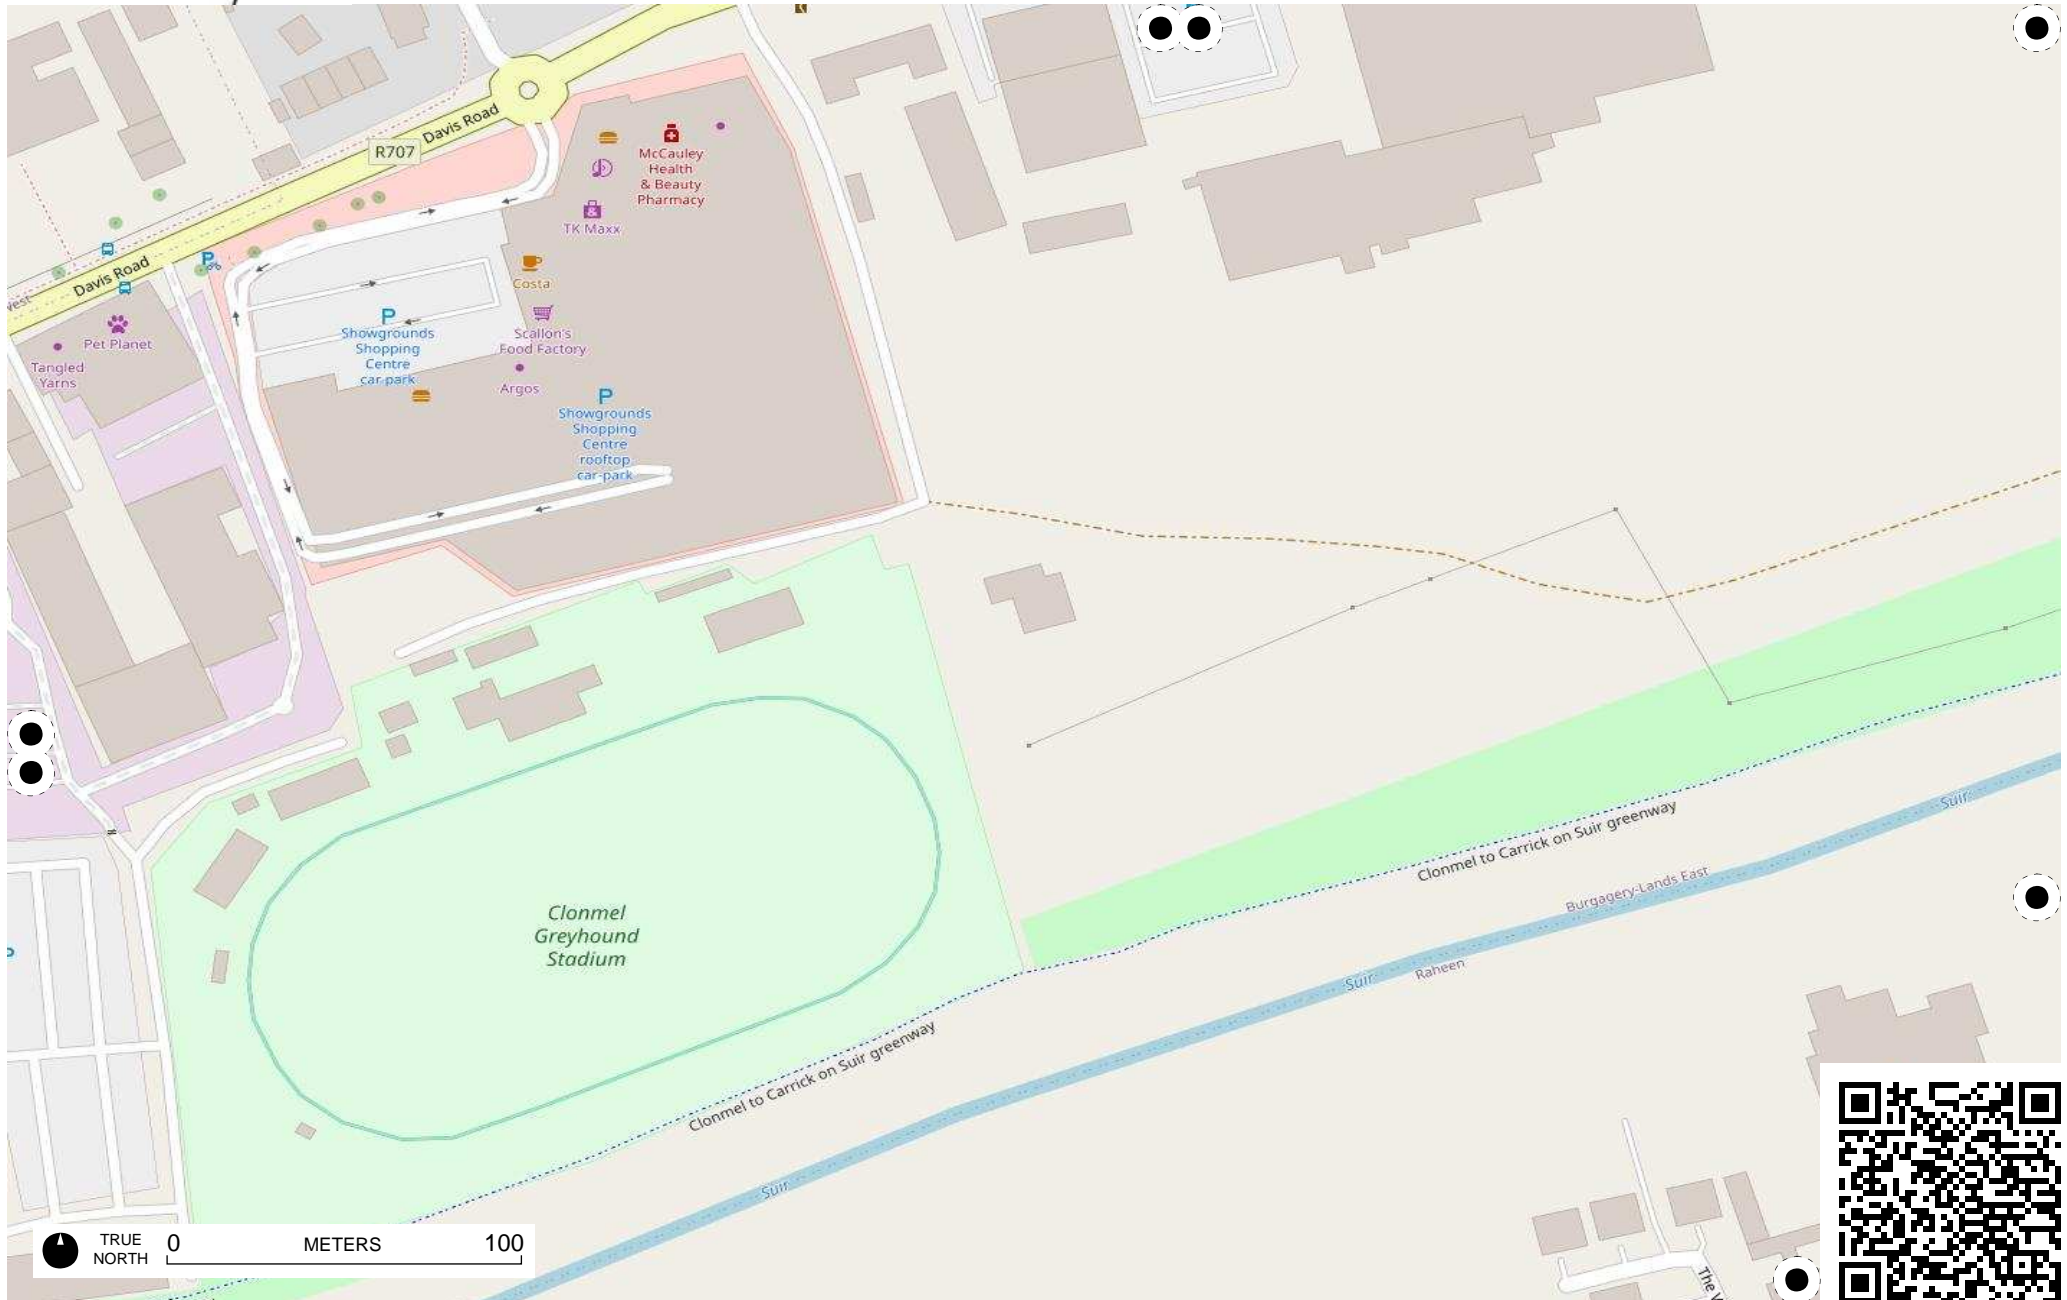 Davis Road
R707
McCauley
Health
& Beauty
Pharmacy
TK Maxx
Davis Road
Costa
Pet Planet
Tangled
Yarns
P
Showgrounds
Shopping
Centre
car-park
Scallon's
Food Factory
Argos
P
Showgrounds
Shopping
Centre
rooftop
car-park
Suir
Clonmel to Carrick on Suir greenway
Burgagery-Lands East
Clonmel
Greyhound
Stadium
Raheen
Suir
Clonmel to Carrick on Suir greenway
Suir
TRUE
NORTH
0 METERS 100
The